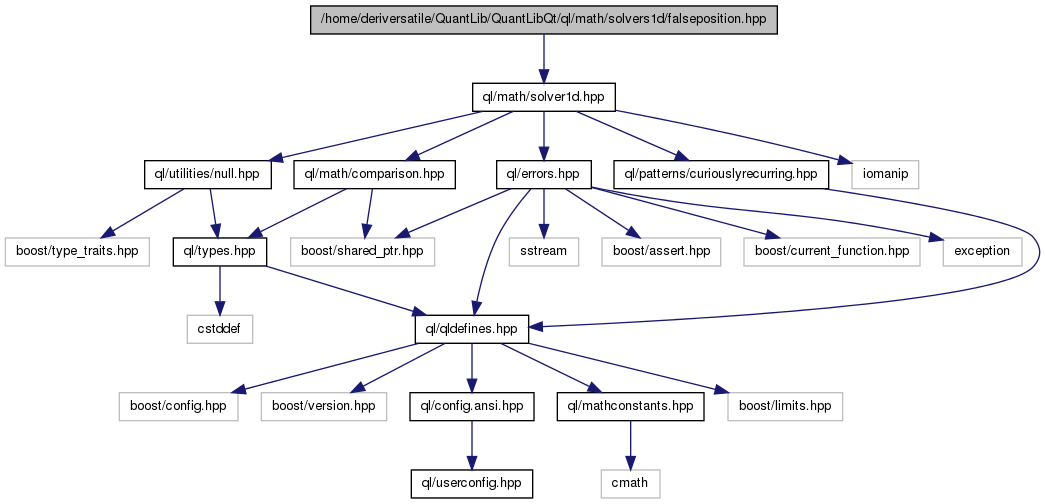 /home/deriversatile/QuantLib/QuantLibQt/ql/math/solvers1d/falseposition.hpp
ql/math/solver1d.hpp
ql/utilities/null.hpp
ql/math/comparison.hpp
ql/errors.hpp
ql/patterns/curiouslyrecurring.hpp
iomanip
boost/type_traits.hpp
ql/types.hpp
boost/shared_ptr.hpp
sstream
boost/assert.hpp
boost/current_function.hpp
exception
cstddef
ql/qldefines.hpp
boost/config.hpp
boost/version.hpp
ql/config.ansi.hpp
ql/mathconstants.hpp
boost/limits.hpp
ql/userconfig.hpp
cmath